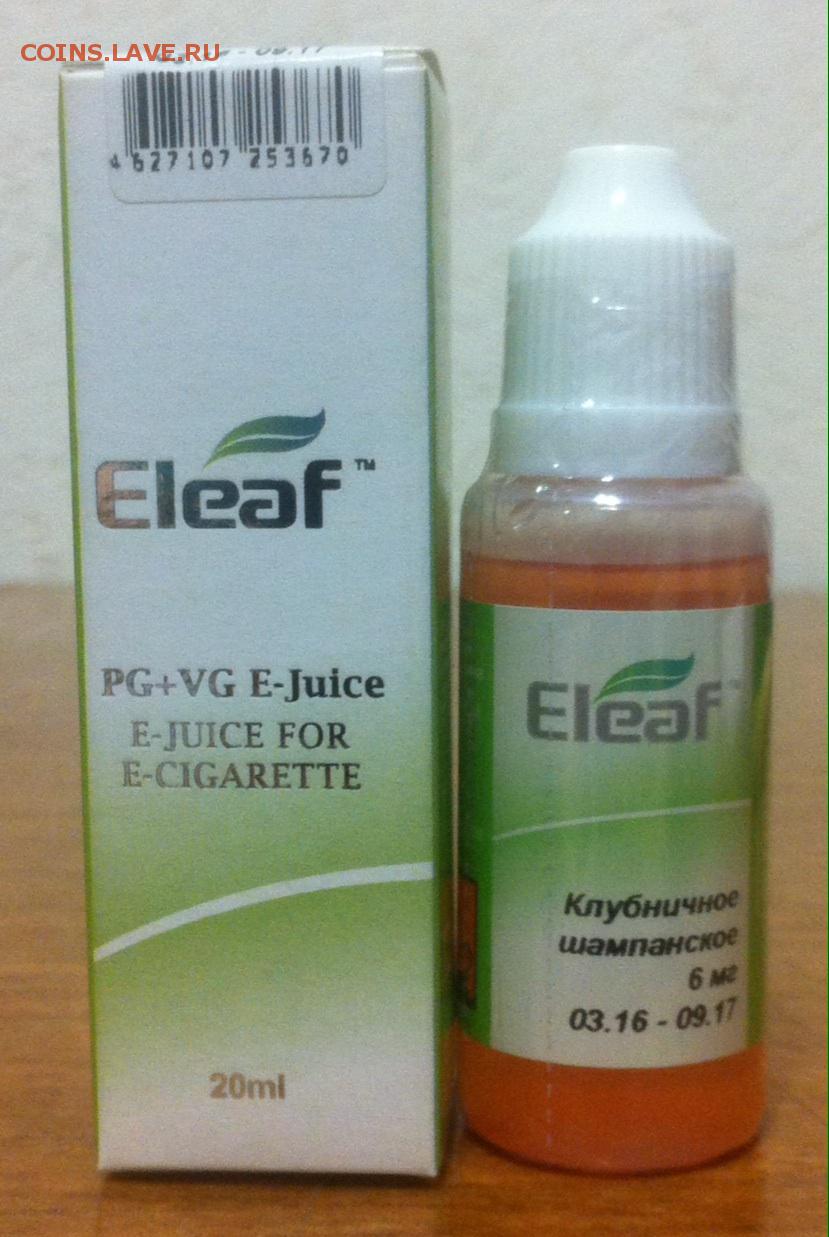 COINS.LAVE.RU
4 627107 253670
Eleaf™
PG+VG E-Juice
E-JUICE FOR
E-CIGARETTE
20ml
Eleaf
Клубничное
шампанское
6 мг
03.16 - 09.17